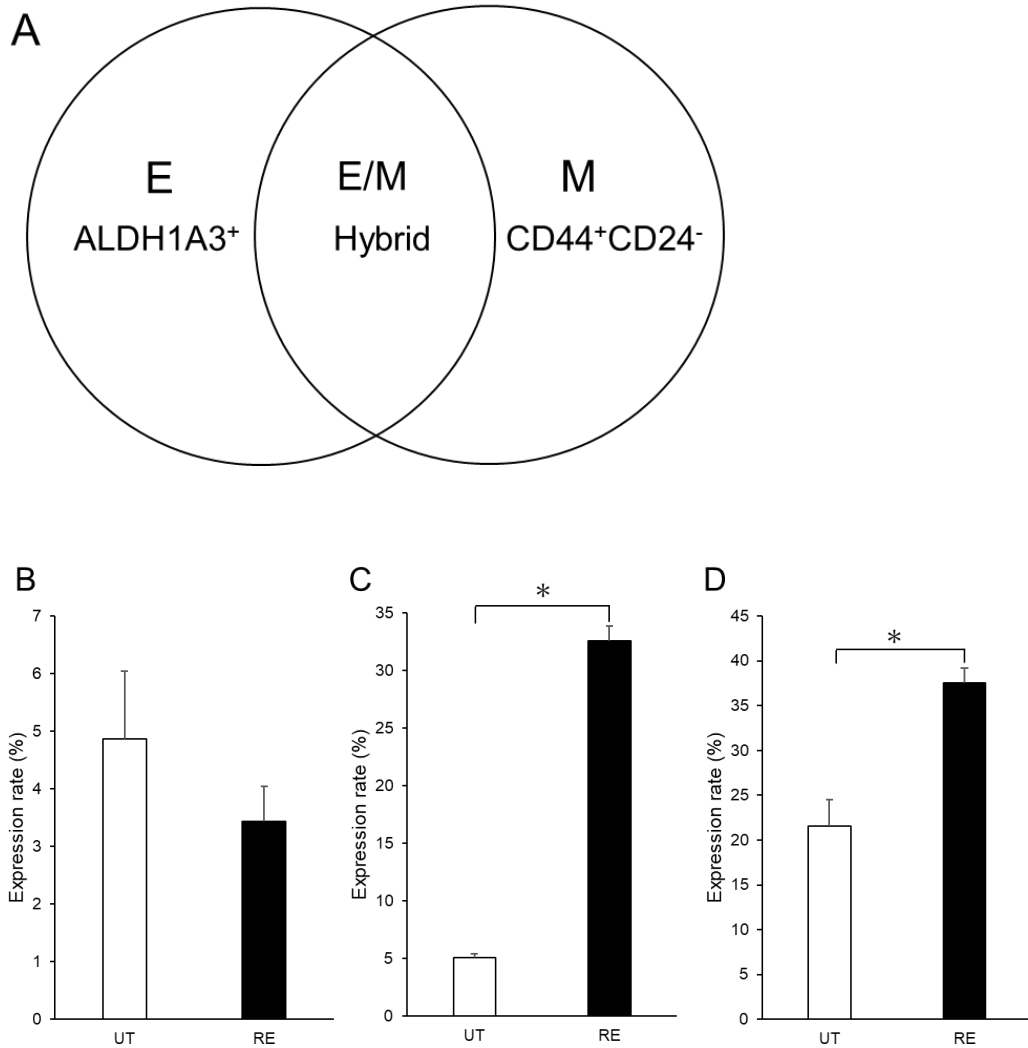 A
E
E/M
M
ALDH1A3⁺
Hybrid
CD44⁺CD24⁻
B
Expression rate (%)
7
6
5
4
3
2
1
0
UT
RE
C
Expression rate (%)
*
35
30
25
20
15
10
5
0
UT
RE
D
Expression rate (%)
*
45
40
35
30
25
20
15
10
5
0
UT
RE